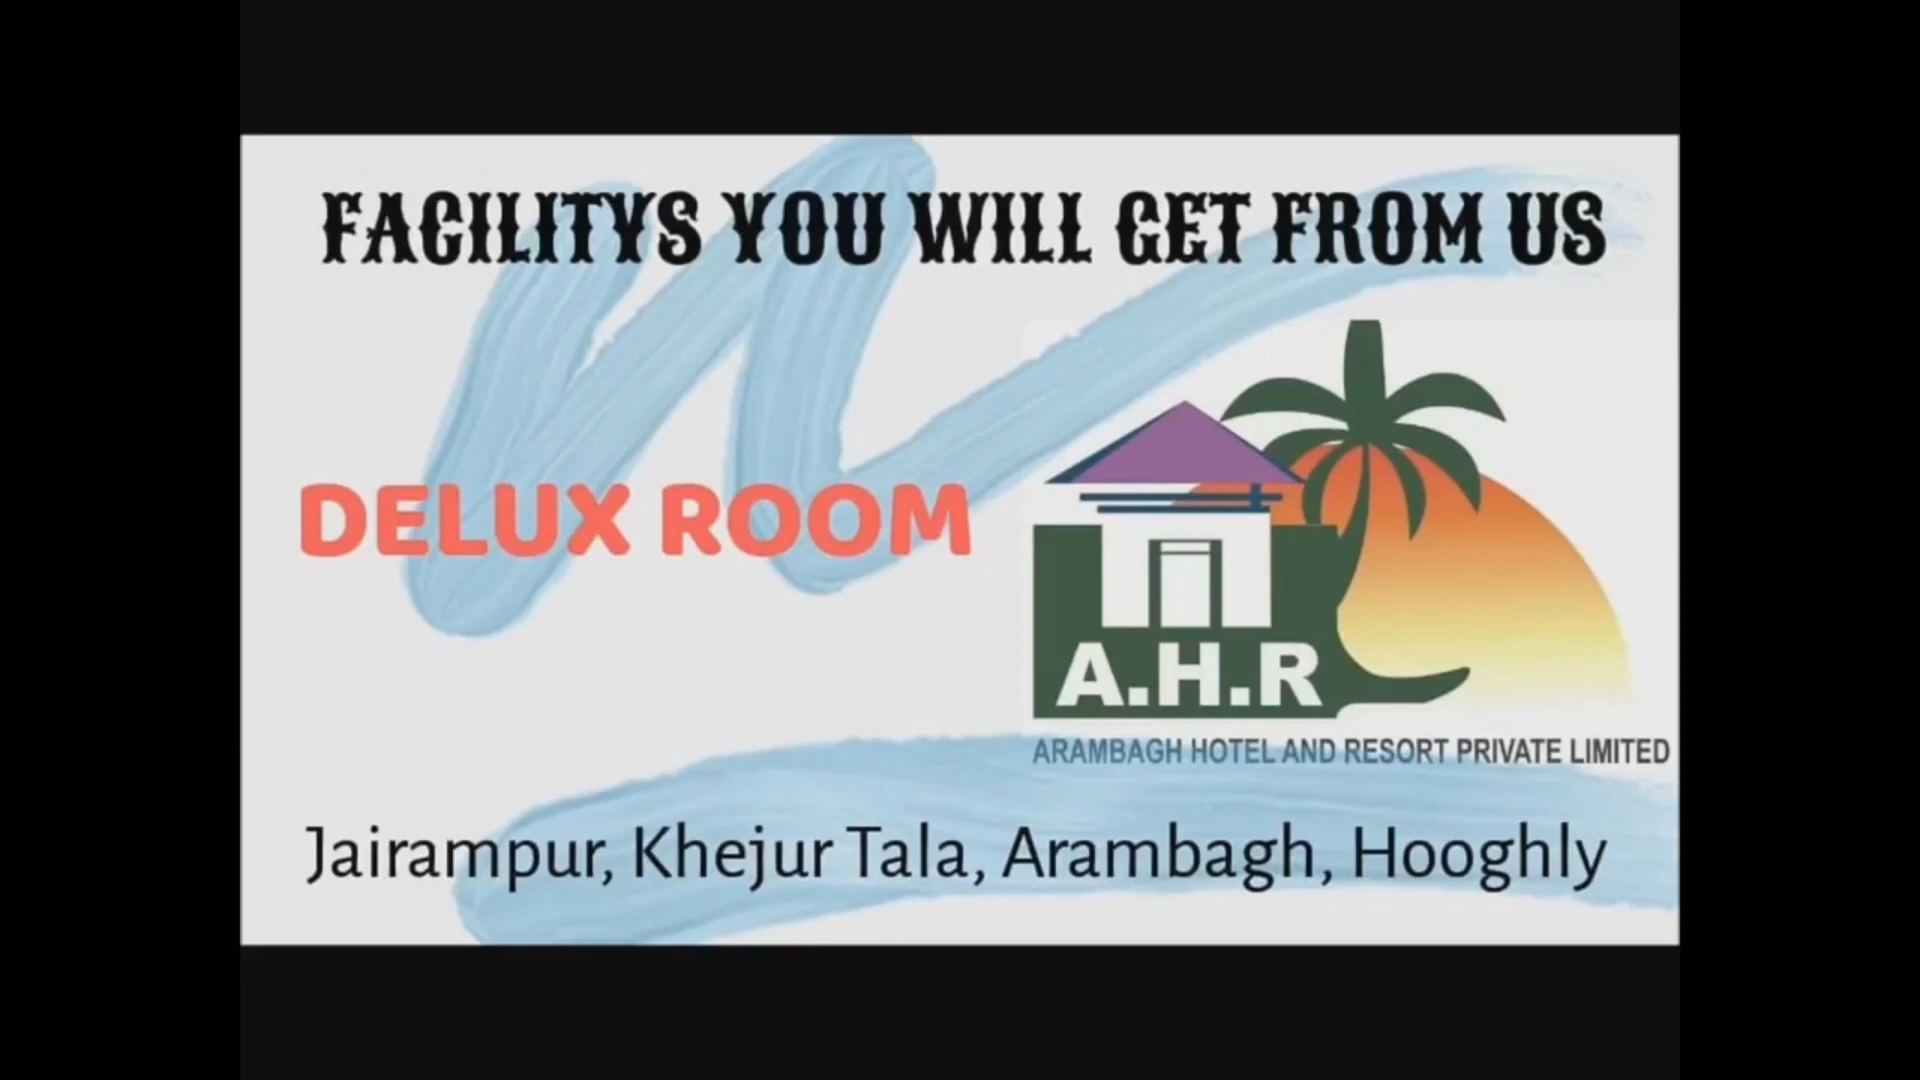 FACILITYS YOU WILL GET FROM US
DELUX ROOM
A.H.R
ARAMBAGH HOTEL AND RESORT PRIVATE LIMITED
Jairampur, Khejur Tala, Arambagh, Hooghly